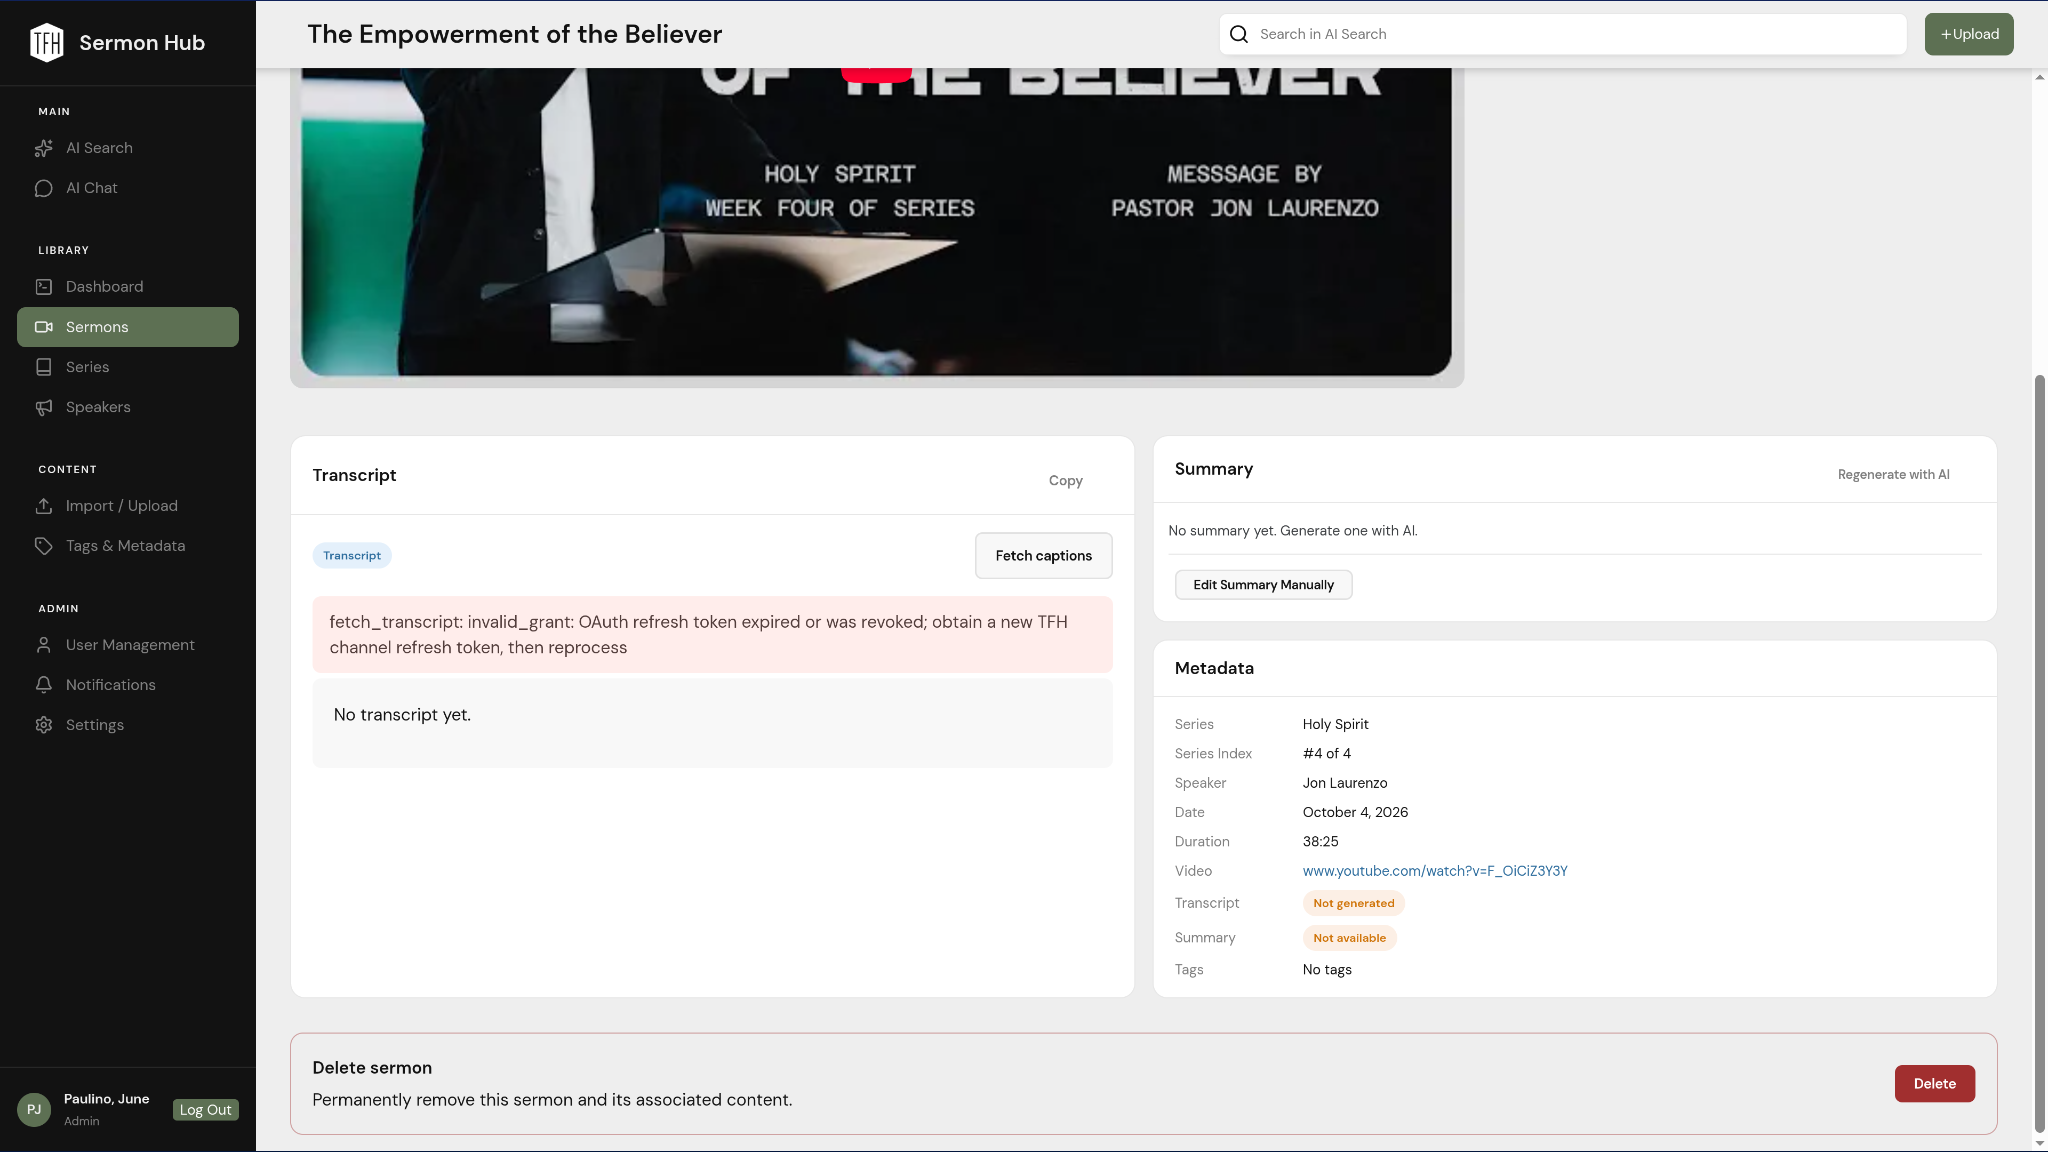 TFH
Sermon Hub
MAIN
AI Search
AI Chat
LIBRARY
Dashboard
Sermons
Series
Speakers
CONTENT
Import / Upload
Tags & Metadata
ADMIN
User Management
Notifications
Settings
PJ
Paulino, June
Admin
Log Out
The Empowerment of the Believer
Search in AI Search
+Upload
OF THE BELIEVER
HOLY SPIRIT
WEEK FOUR OF SERIES
MESSSAGE BY
PASTOR JON LAURENZO
Transcript
Copy
Transcript
Fetch captions
fetch_transcript: invalid_grant: OAuth refresh token expired or was revoked; obtain a new TFH
channel refresh token, then reprocess
No transcript yet.
Summary
Regenerate with AI
No summary yet. Generate one with AI.
Edit Summary Manually
Metadata
Series Holy Spirit
Series Index #4 of 4
Speaker Jon Laurenzo
Date October 4, 2026
Duration 38:25
Video www.youtube.com/watch?v=F_OiCiZ3Y3Y
Transcript Not generated
Summary Not available
Tags No tags
Delete sermon
Permanently remove this sermon and its associated content.
Delete